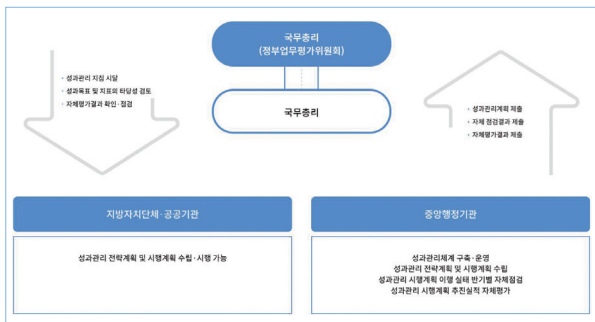 국무총리
(정부업무평가위원회)
국무총리
· 성과관리 지침 시달
· 성과목표 및 지표의 타당성 검토
· 자체평가결과 확인·점검
· 성과관리계획 제출
· 자체 점검결과 제출
· 자체평가결과 제출
지방자치단체·공공기관
성과관리 전략계획 및 시행계획 수립·시행 가능
중앙행정기관
성과관리체계 구축·운영
성과관리 전략계획 및 시행계획 수립
성과관리 시행계획 이행 실태 반기별 자체점검
성과관리 시행계획 추진실적 자체평가